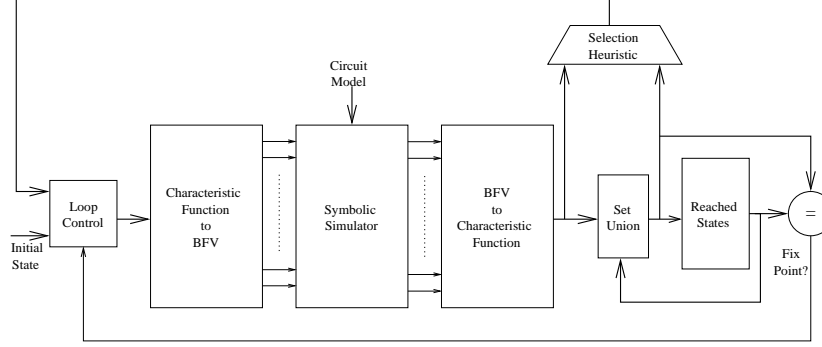 Selection
Heuristic
Circuit
Model
Loop
Control
Initial
State
Characteristic
Function
to
BFV
Symbolic
Simulator
BFV
to
Characteristic
Function
Set
Union
Reached
States
=
Fix
Point?